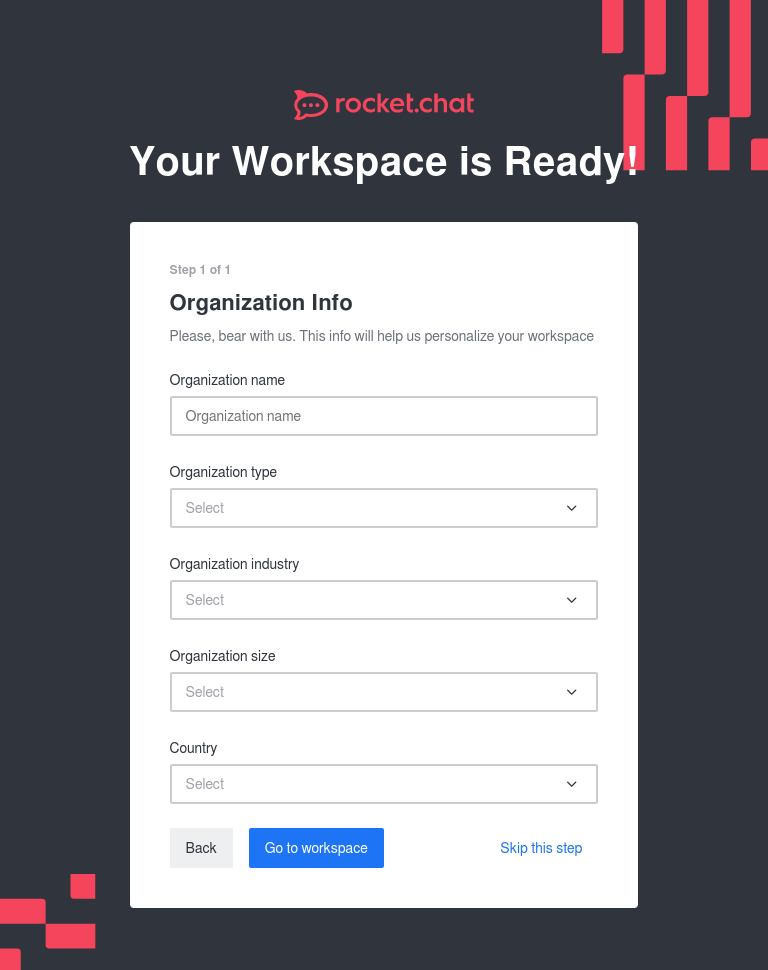 rocket.chat
Your Workspace is Ready!
Step 1 of 1
Organization Info
Please, bear with us. This info will help us personalize your workspace
Organization name
Organization name
Organization type
Select
Organization industry
Select
Organization size
Select
Country
Select
Back Go to workspace Skip this step